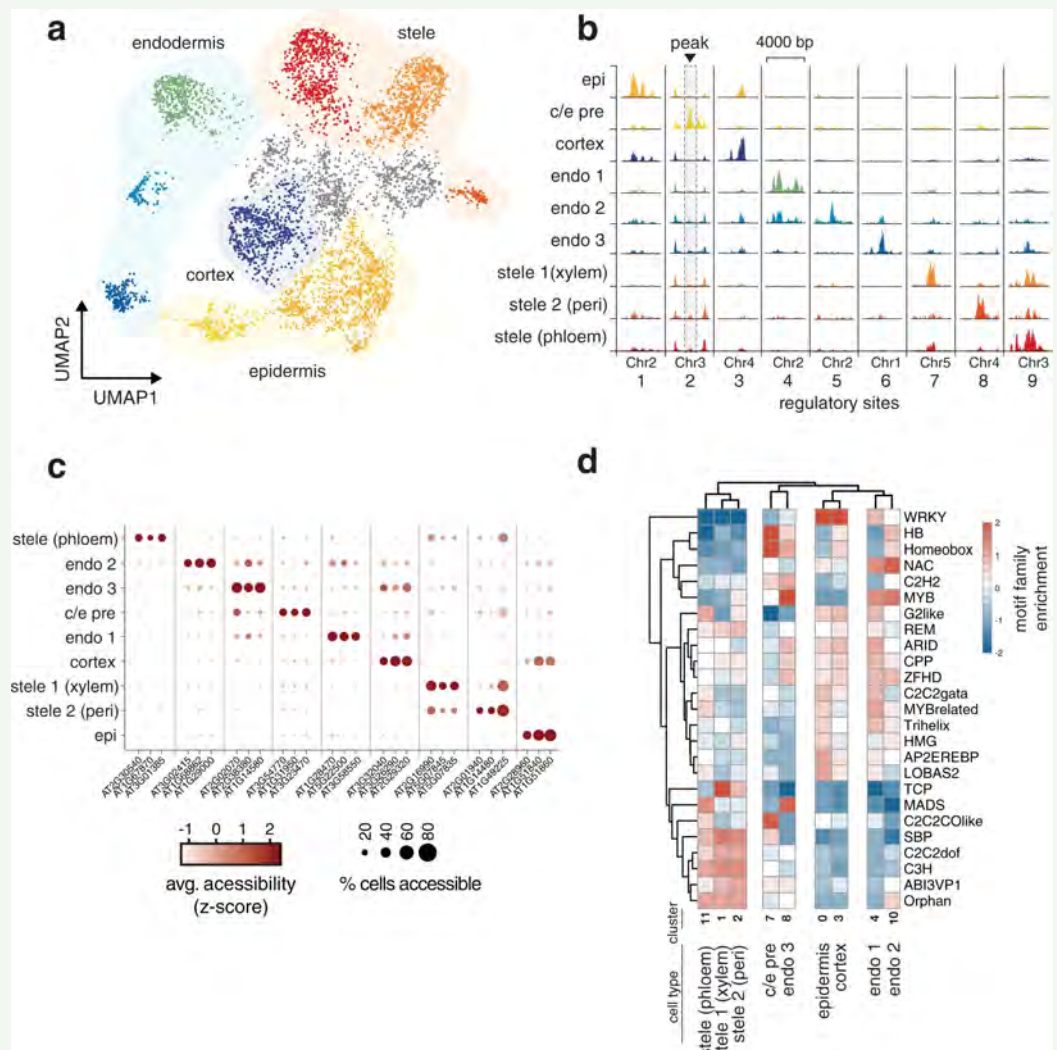 a
endodermis
stele
cortex
epidermis
UMAP2
UMAP1
b
peak
4000 bp
epi
c/e pre
cortex
endo 1
endo 2
endo 3
stele 1(xylem)
stele 2 (peri)
stele (phloem)
Chr2 Chr3 Chr4 Chr2 Chr2 Chr1 Chr5 Chr4 Chr3
1 2 3 4 5 6 7 8 9
regulatory sites
c
stele (phloem)
endo 2
endo 3
c/e pre
endo 1
cortex
stele 1 (xylem)
stele 2 (peri)
epi
-1 0 1 2
avg. acessibility
(z-score)
20 40 60 80
% cells accessible
d
WRKY
HB
Homeobox
NAC
C2H2
MYB
G2like
REM
ARID
CPP
ZFHD
C2C2gata
MYBrelated
Trihelix
HMG
AP2EREBP
LOBAS2
TCP
MADS
C2C2COlike
SBP
C2C2dof
C3H
ABI3VP1
Orphan
2
1
0
-1
-2
motif family
enrichment
cluster
11 1 2 7 8 0 3 4 10
cell type
stele (phloem)
tele 1 (xylem)
stele 2 (peri)
c/e pre
endo 3
epidermis
cortex
endo 1
endo 2